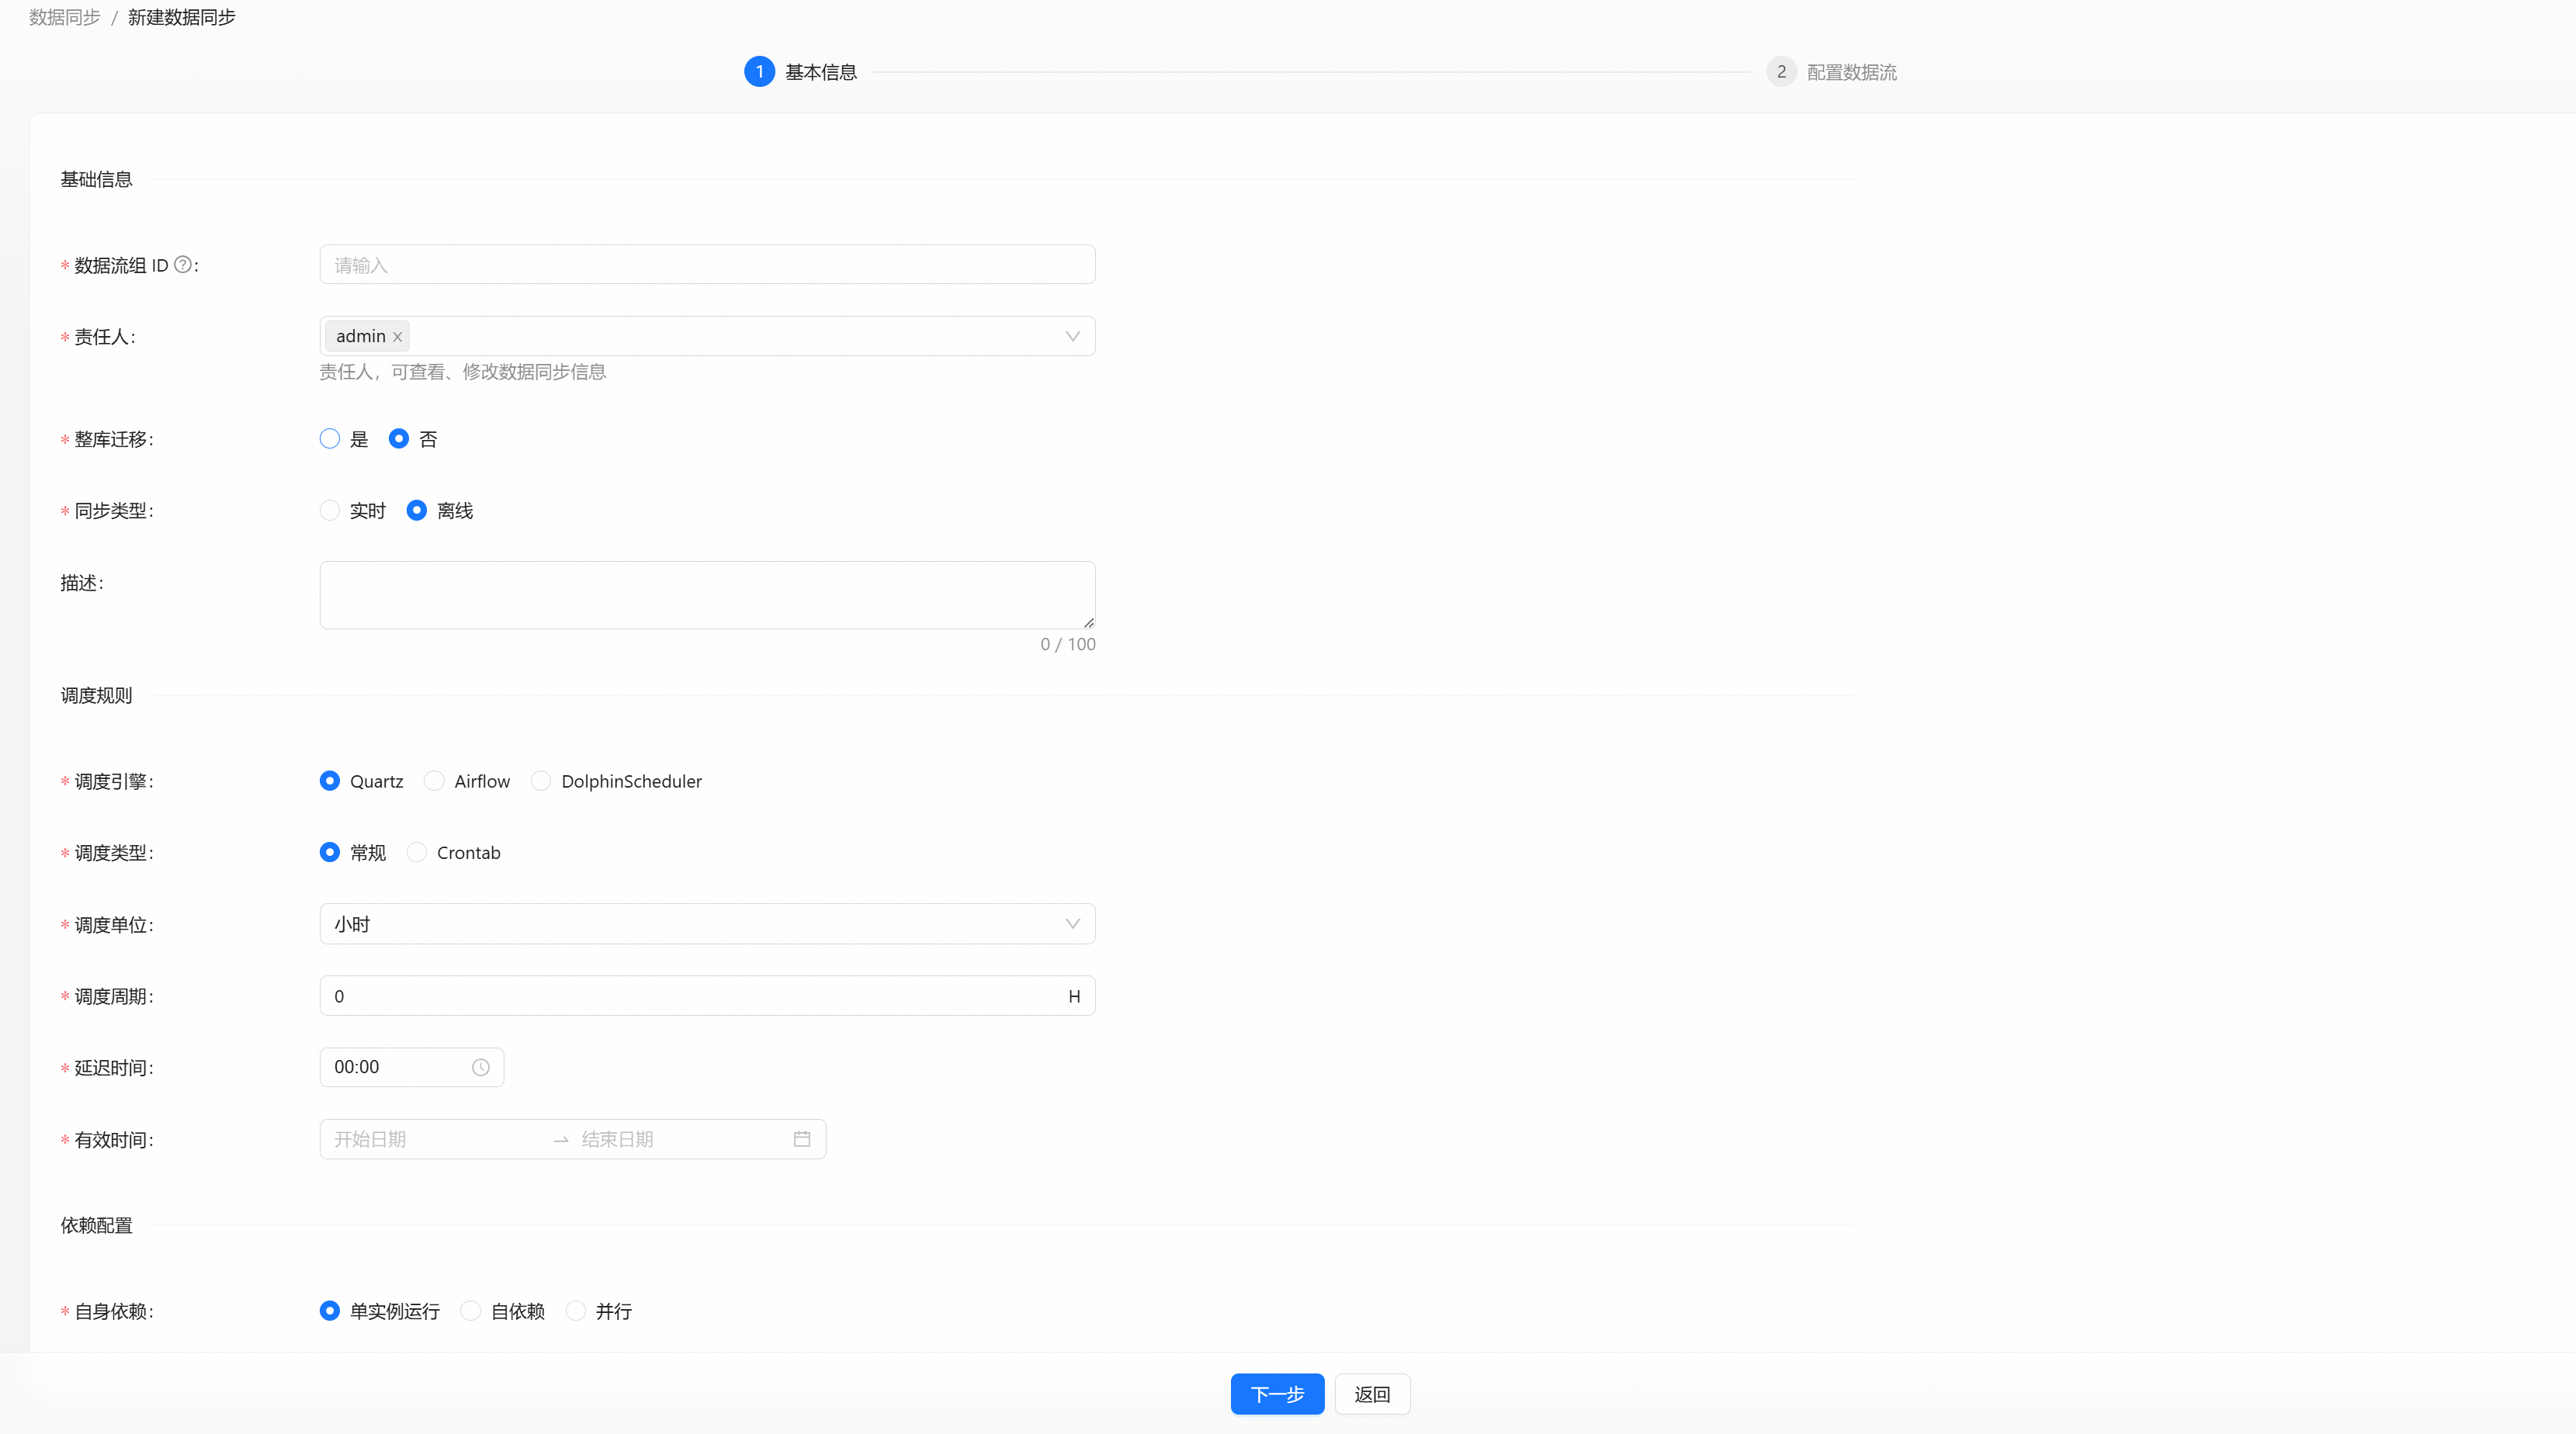 数据同步 / 新建数据同步
1 基本信息 2 配置数据流
基础信息
* 数据流组 ID ? : 请输入
* 责任人: admin ×
责任人，可查看、修改数据同步信息
* 整库迁移: 是 否
* 同步类型: 实时 离线
描述:
0 / 100
调度规则
* 调度引擎: Quartz Airflow DolphinScheduler
* 调度类型: 常规 Crontab
* 调度单位: 小时
* 调度周期: 0 H
* 延迟时间: 00:00
* 有效时间: 开始日期 → 结束日期
依赖配置
* 自身依赖: 单实例运行 自依赖 并行
下一步 返回